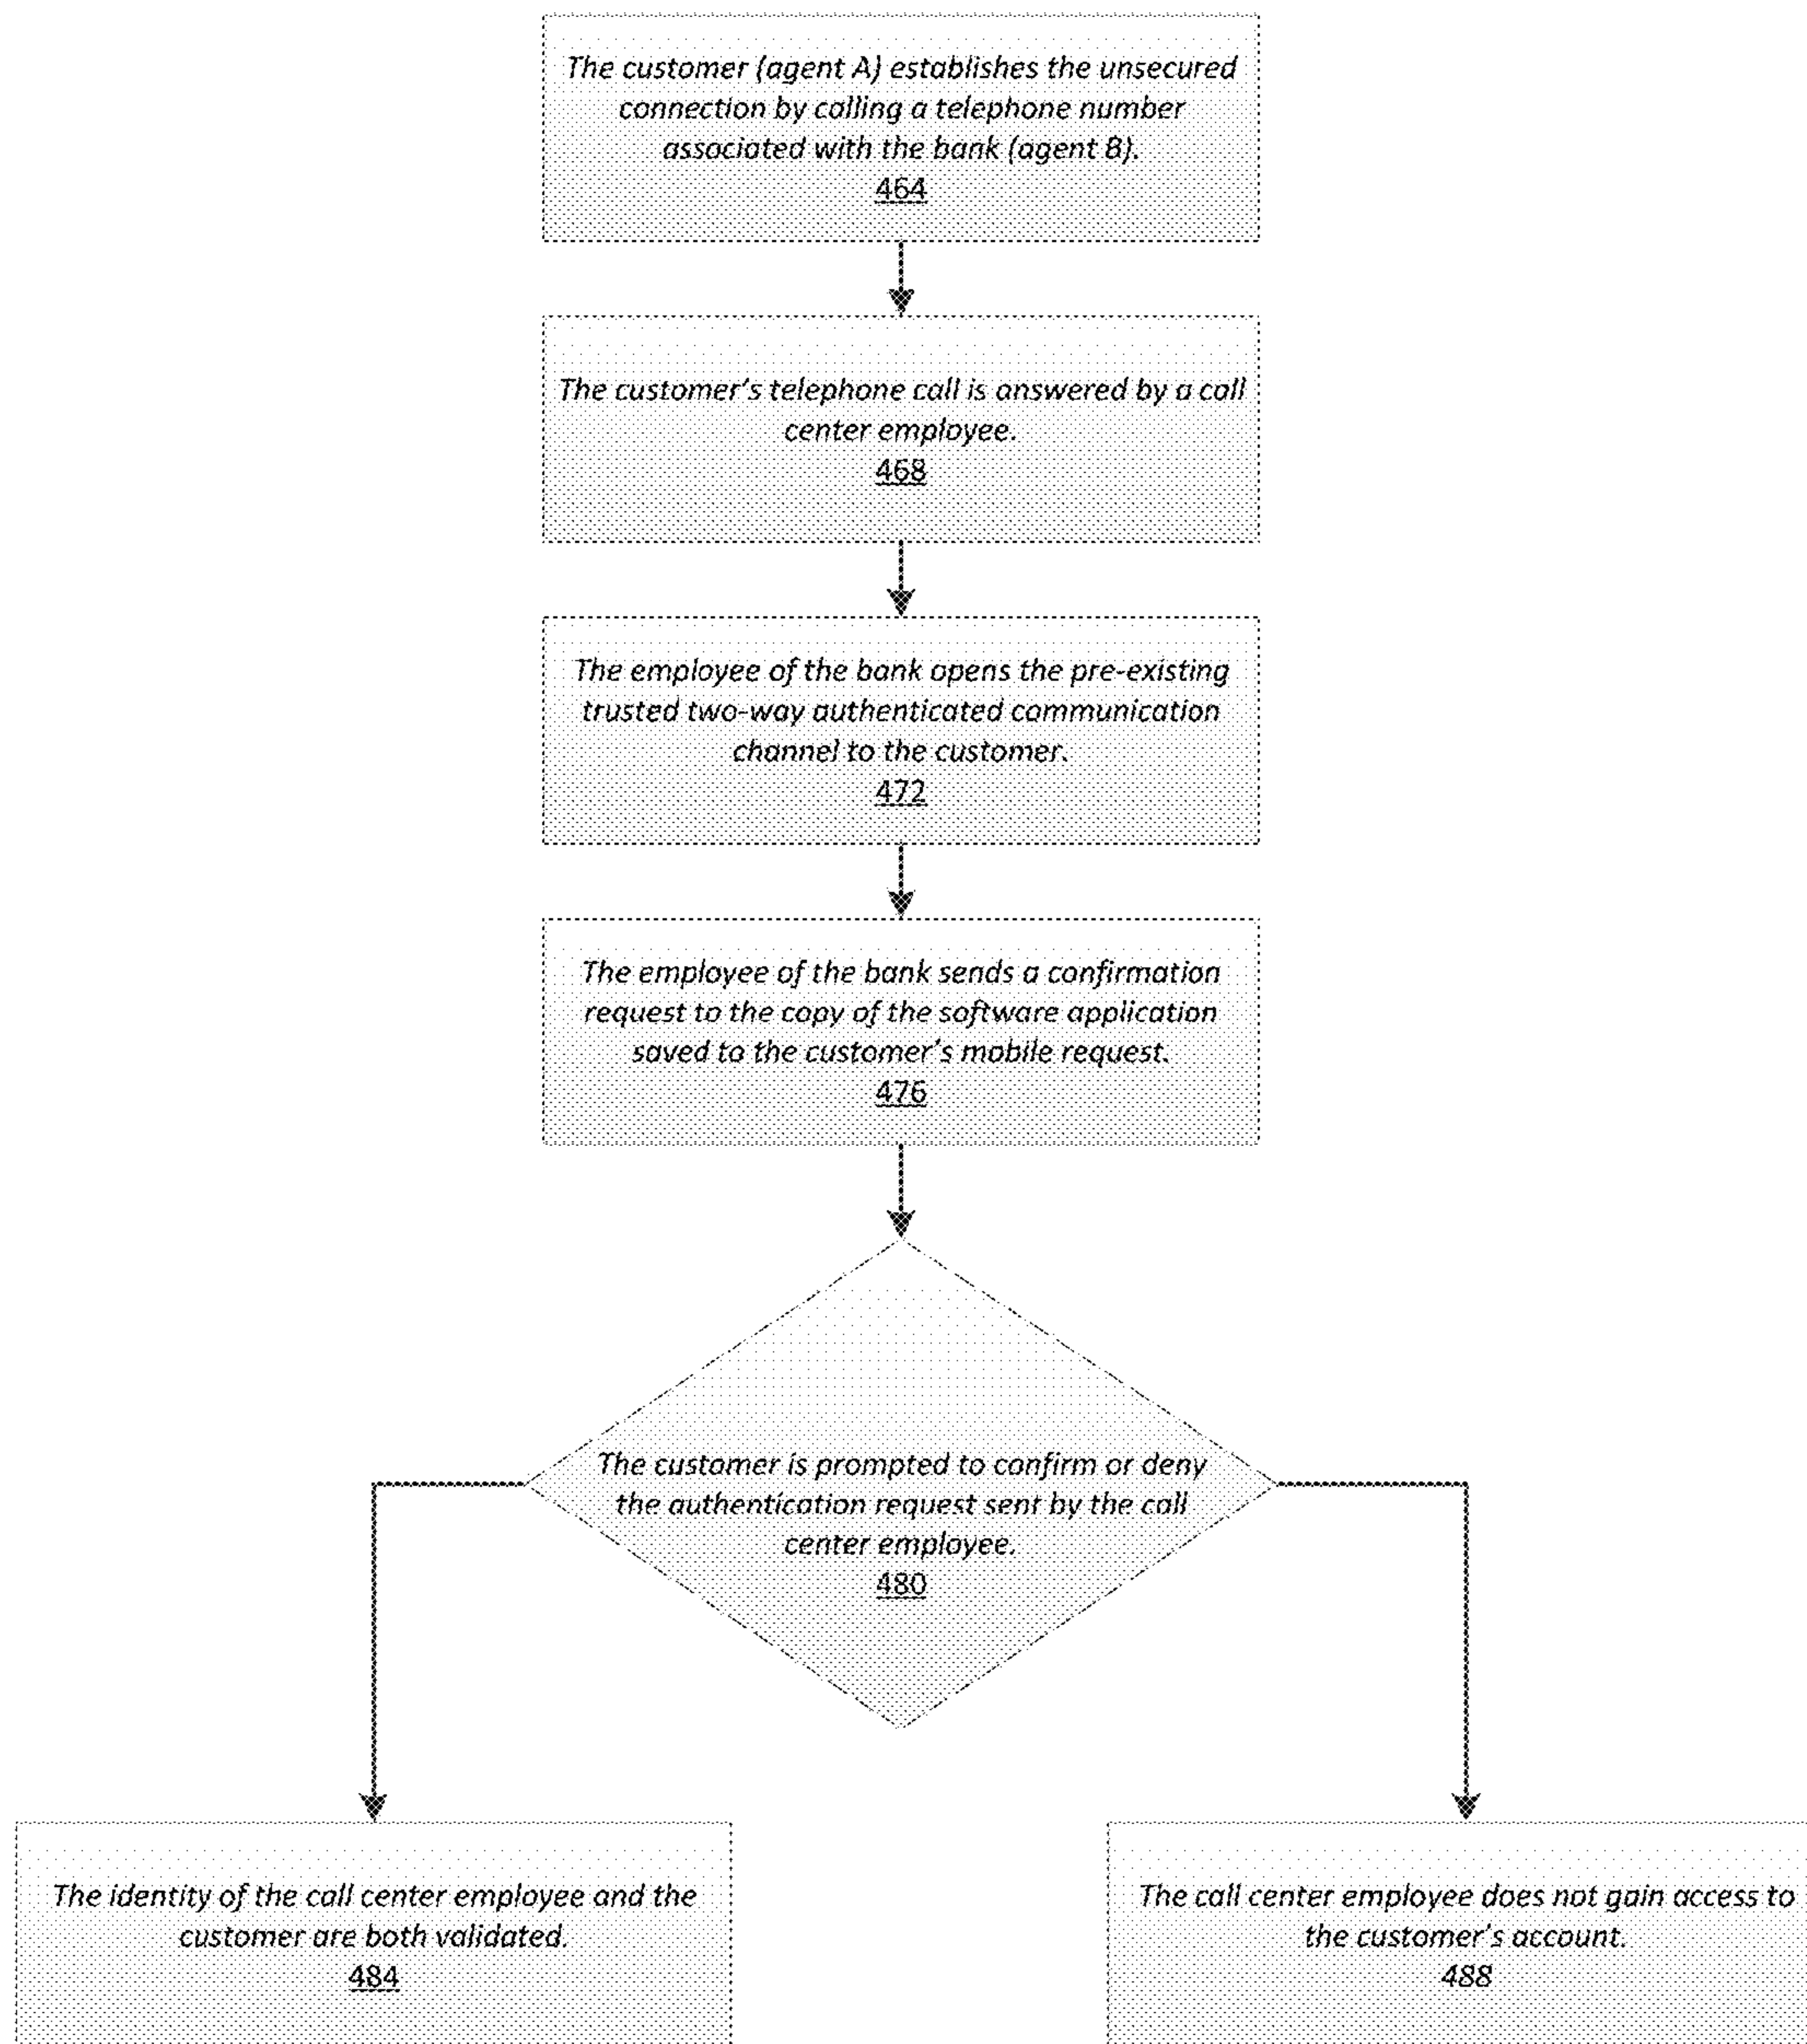 The customer (agent A) establishes the unsecured
connection by calling a telephone number
associated with the bank (agent B).
464
The customer's telephone call is answered by a call
center employee.
468
The employee of the bank opens the pre-existing
trusted two-way authenticated communication
channel to the customer.
472
The employee of the bank sends a confirmation
request to the copy of the software application
saved to the customer's mobile request.
476
The customer is prompted to confirm or deny
the authentication request sent by the call
center employee.
480
The identity of the call center employee and the
customer are both validated.
484
The call center employee does not gain access to
the customer's account.
488